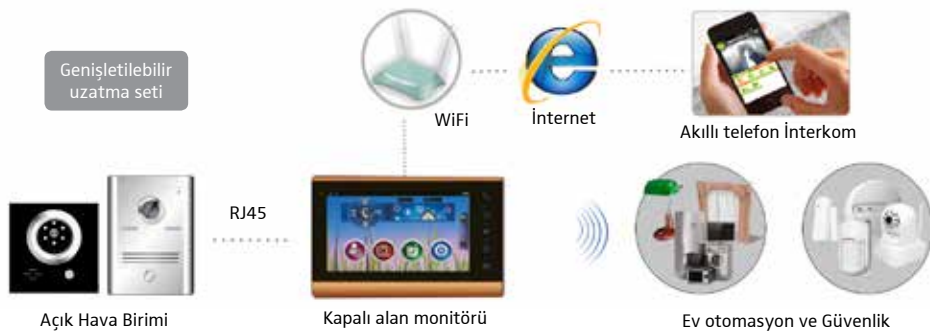 Genişletilebilir
uzatma seti
WiFi
İnternet
Akıllı telefon İnterkom
RJ45
Açık Hava Birimi
Kapalı alan monitörü
Ev otomasyon ve Güvenlik